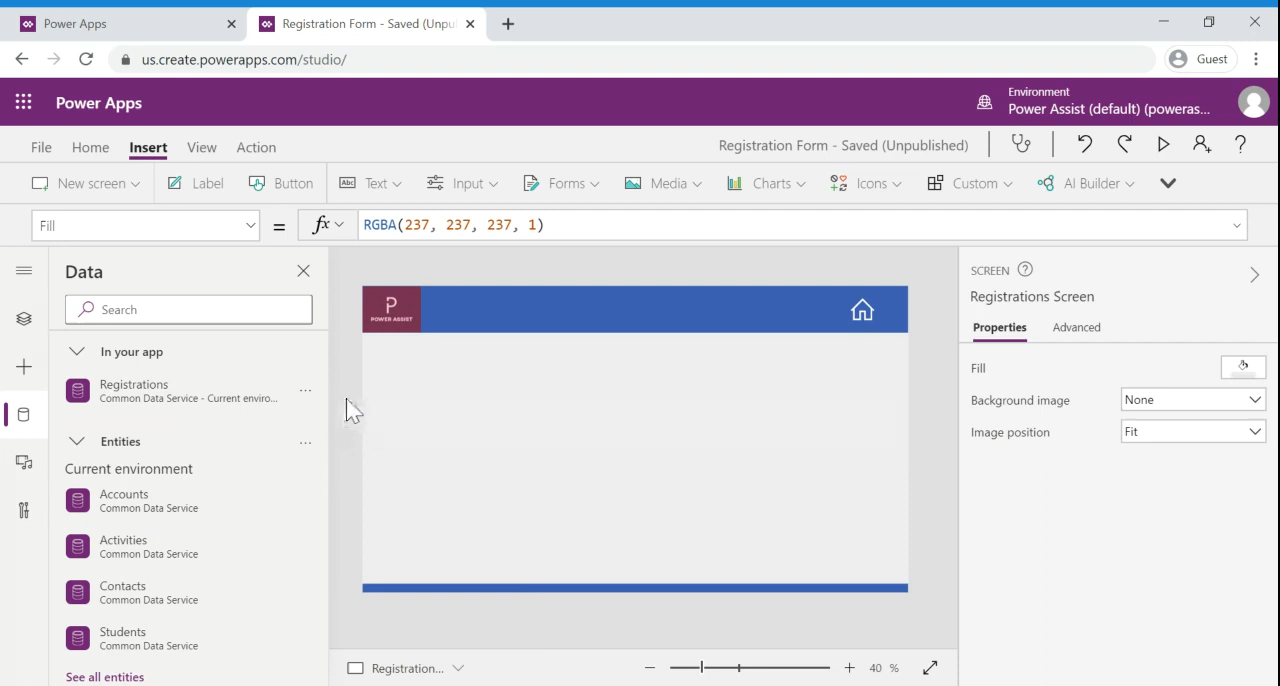 Power Apps
Registration Form - Saved (Unpu
us.create.powerapps.com/studio/
Guest
Power Apps
Environment
Power Assist (default) (poweras...
File Home Insert View Action
Registration Form - Saved (Unpublished)
New screen Label Button Text Input Forms Media Charts Icons Custom AI Builder
Abc
Fill = fx RGBA(237, 237, 237, 1)
Data
Search
In your app
Registrations
Common Data Service - Current enviro...
Entities
Current environment
Accounts
Common Data Service
Activities
Common Data Service
Contacts
Common Data Service
Students
Common Data Service
See all entities
P
POWER ASSIST
Registration...
40 %
SCREEN
Registrations Screen
Properties Advanced
Fill
Background image None
Image position Fit